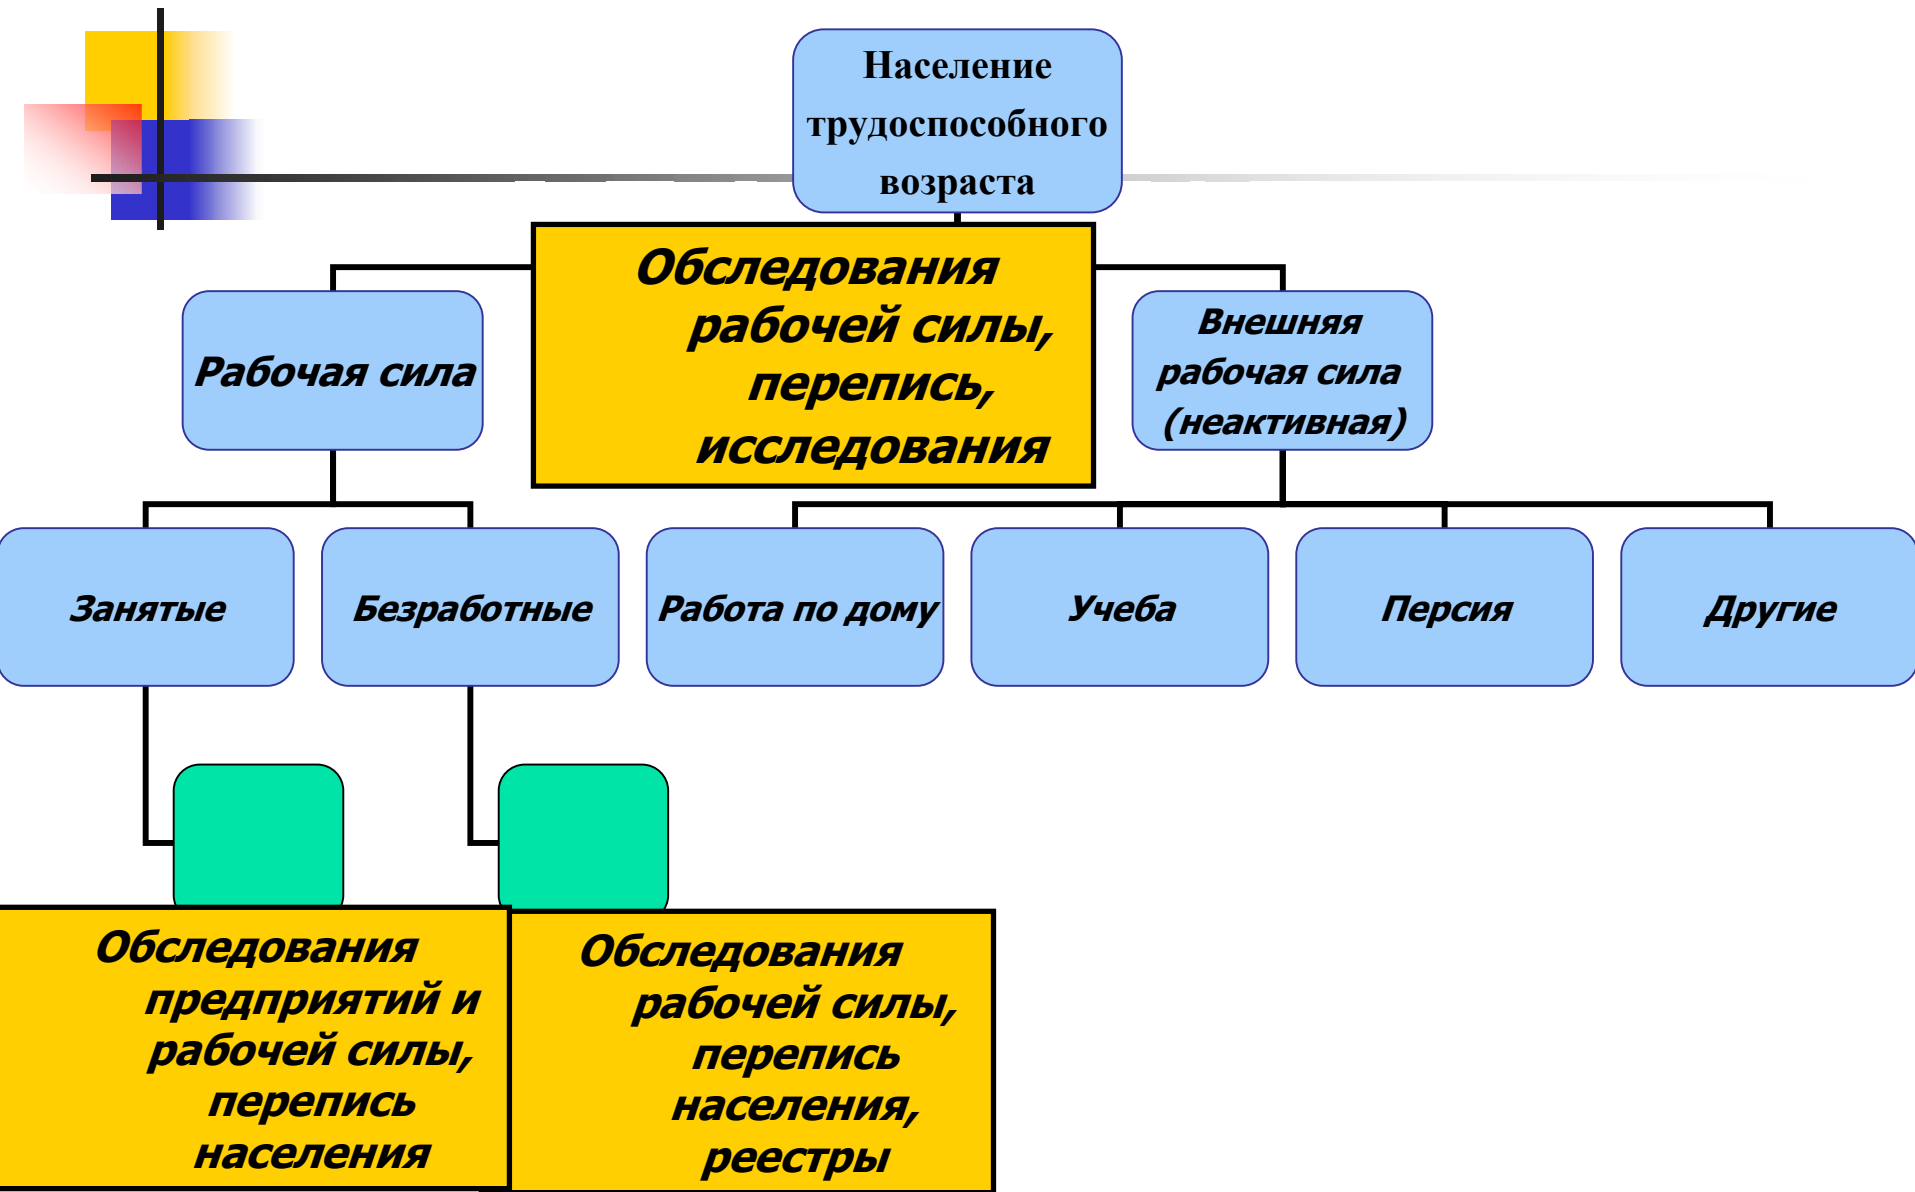 Население
трудоспособного
возраста
Обследования
рабочей силы,
перепись,
исследования
Рабочая сила
Внешняя
рабочая сила
(неактивная)
Занятые
Безработные
Работа по дому
Учеба
Персия
Другие
Обследования
предприятий и
рабочей силы,
перепись
населения
Обследования
рабочей силы,
перепись
населения,
реестры